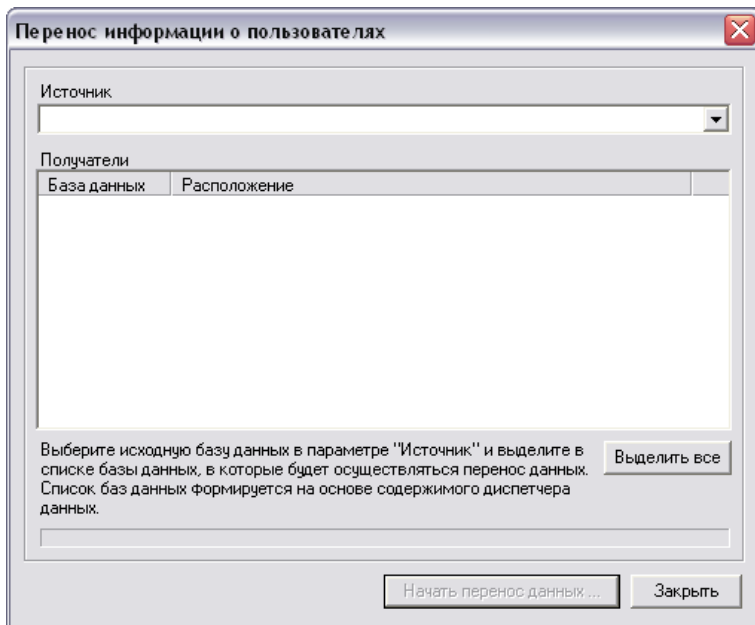 Перенос информации о пользователях
Источник
Получатели
База данных Расположение
Выберите исходную базу данных в параметре "Источник" и выделите в
списке базы данных, в которые будет осуществляться перенос данных.
Список баз данных формируется на основе содержимого диспетчера
данных.
Выделить все
Начать перенос данных ...
Закрыть